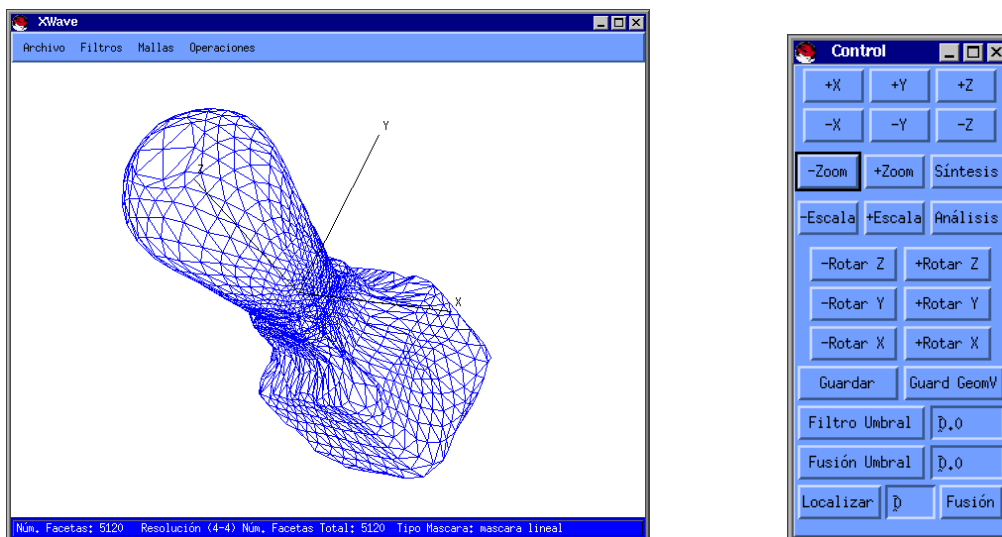 XWave
Archivo Filtros Mallas Operaciones
Y
Z
X
Núm. Facetas: 5120 Resolución (4-4) Núm. Facetas Total: 5120 Tipo Mascara: mascara lineal
Control
+X +Y +Z
-X -Y -Z
-Zoom +Zoom Síntesis
-Escala +Escala Análisis
-Rotar Z +Rotar Z
-Rotar Y +Rotar Y
-Rotar X +Rotar X
Guardar Guard GeomV
Filtro Umbral 0.0
Fusión Umbral 0.0
Localizar 0 Fusión